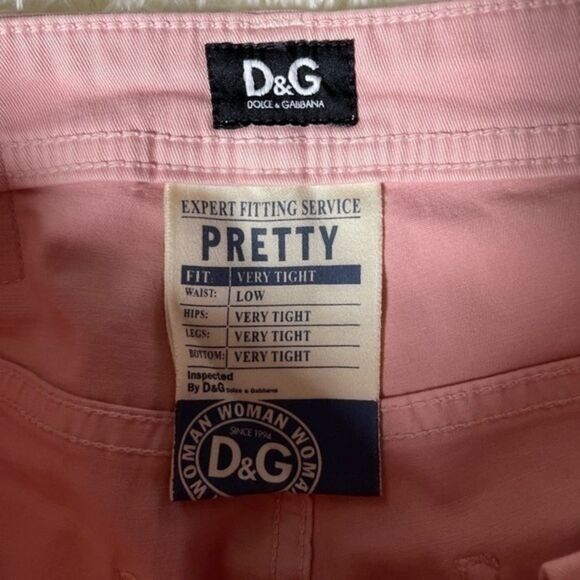 D&G
DOLCE & GABBANA
EXPERT FITTING SERVICE
PRETTY
FIT: VERY TIGHT
WAIST: LOW
HIPS: VERY TIGHT
LEGS: VERY TIGHT
BOTTOM: VERY TIGHT
Inspected
By D&G Dolce & Gabbana
WOMAN WOMAN WOMAN
SINCE 1994
D&G